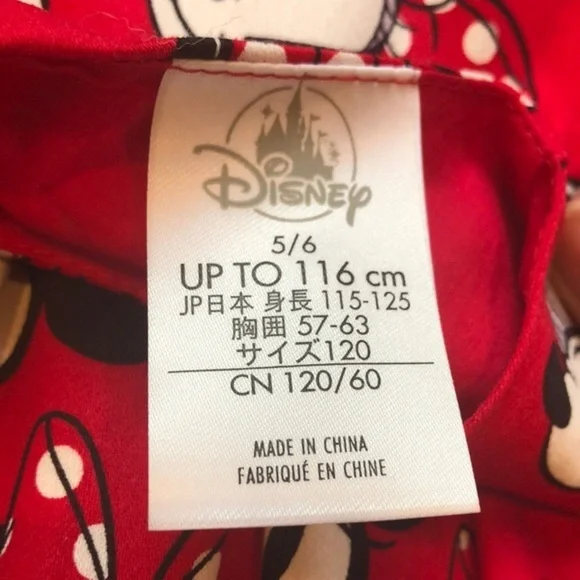 Disney
5/6
UP TO 116 cm
JP日本 身長 115-125
胸囲 57-63
サイズ120
CN 120/60
MADE IN CHINA
FABRIQUÉ EN CHINE